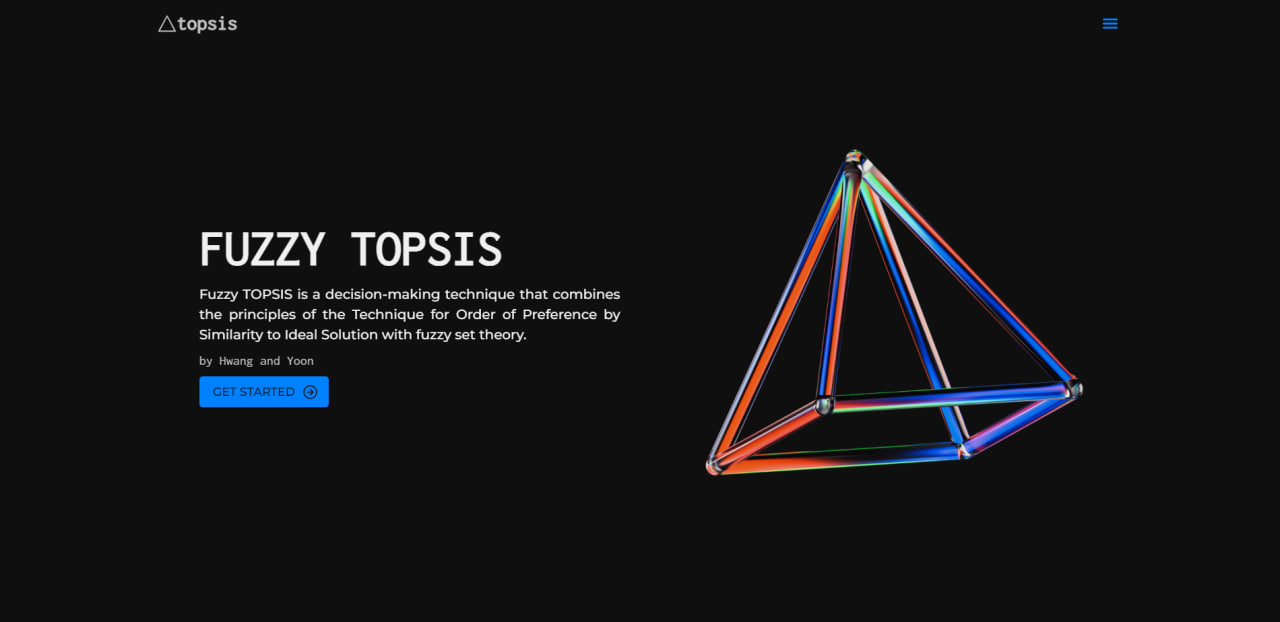 topsis
FUZZY TOPSIS
Fuzzy TOPSIS is a decision-making technique that combines
the principles of the Technique for Order of Preference by
Similarity to Ideal Solution with fuzzy set theory.
by Hwang and Yoon
GET STARTED